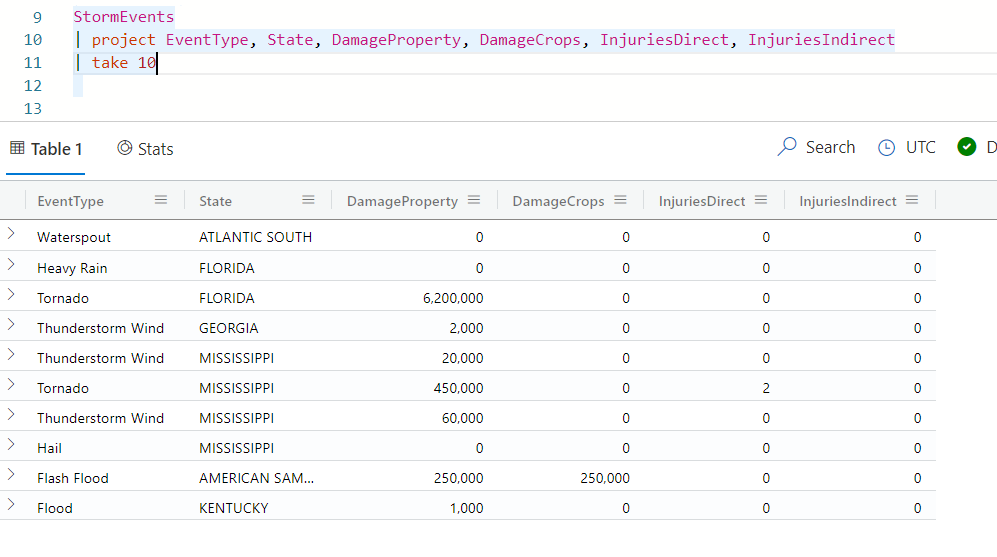 9 StormEvents
10 | project EventType, State, DamageProperty, DamageCrops, InjuriesDirect, InjuriesIndirect
11 | take 10
12
13
Table 1 Stats Search UTC D
EventType State DamageProperty DamageCrops InjuriesDirect InjuriesIndirect
Waterspout ATLANTIC SOUTH 0 0 0 0
Heavy Rain FLORIDA 0 0 0 0
Tornado FLORIDA 6,200,000 0 0 0
Thunderstorm Wind GEORGIA 2,000 0 0 0
Thunderstorm Wind MISSISSIPPI 20,000 0 0 0
Tornado MISSISSIPPI 450,000 0 2 0
Thunderstorm Wind MISSISSIPPI 60,000 0 0 0
Hail MISSISSIPPI 0 0 0 0
Flash Flood AMERICAN SAM... 250,000 250,000 0 0
Flood KENTUCKY 1,000 0 0 0